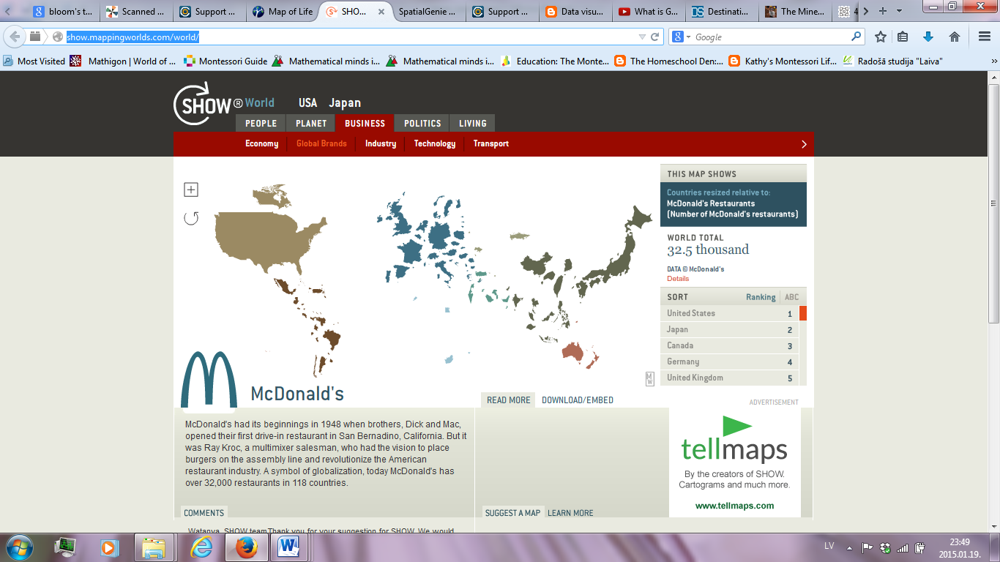 bloom's t...
Scanned ...
Support ...
Map of Life
SHO...
SpatialGenie ...
Support ...
Data visu...
What is G...
Destinati...
The Mine...
4
show.mappingworlds.com/world/
Google
Most Visited
Mathigon | World of ...
Montessori Guide
Mathematical minds i...
Mathematical minds i...
Education: The Monte...
The Homeschool Den:...
Kathy's Montessori Lif...
Radošā studija "Laiva"
SHOW® World USA Japan
PEOPLE PLANET BUSINESS POLITICS LIVING
Economy Global Brands Industry Technology Transport
THIS MAP SHOWS
Countries resized relative to:
McDonald's Restaurants
(Number of McDonald's restaurants)
WORLD TOTAL
32.5 thousand
DATA © McDonald's
Details
SORT Ranking ABC
United States 1
Japan 2
Canada 3
Germany 4
United Kingdom 5
MW
McDonald's
READ MORE DOWNLOAD/EMBED
ADVERTISEMENT
McDonald's had its beginnings in 1948 when brothers, Dick and Mac,
opened their first drive-in restaurant in San Bernadino, California. But it
was Ray Kroc, a multimixer salesman, who had the vision to place
burgers on the assembly line and revolutionize the American
restaurant industry. A symbol of globalization, today McDonald's has
over 32,000 restaurants in 118 countries.
tellmaps
By the creators of SHOW.
Cartograms and much more.
www.tellmaps.com
COMMENTS
SUGGEST A MAP LEARN MORE
Watanya, SHOW teamThank you for your suggestion for SHOW. We would
LV
23:49
2015.01.19.